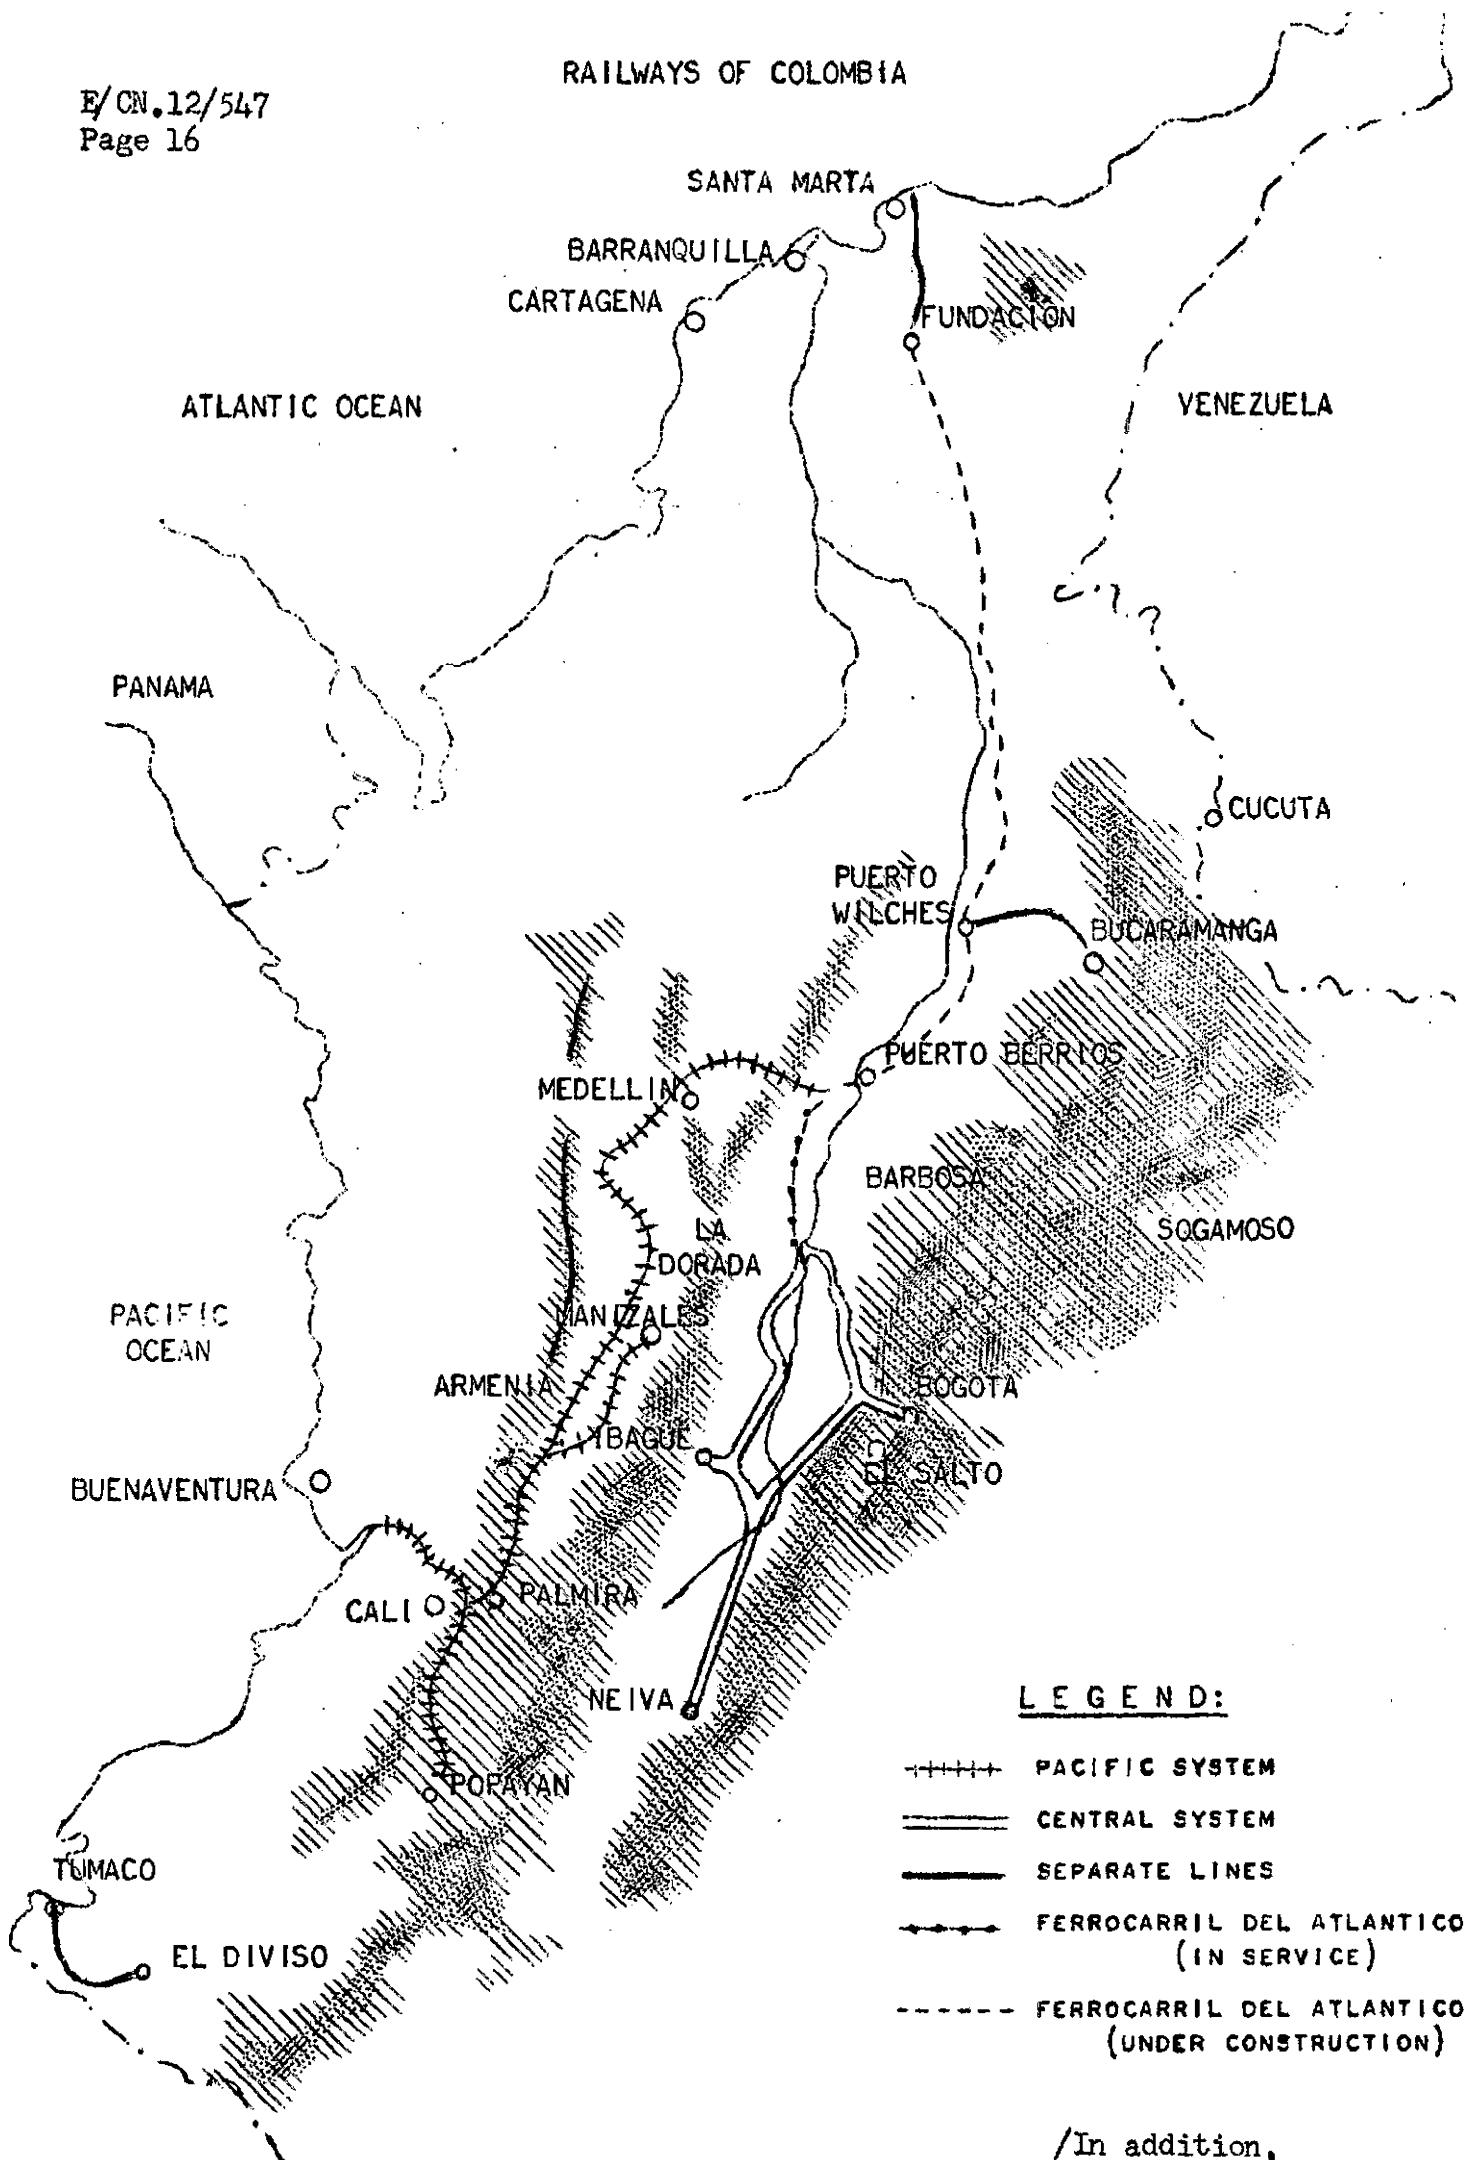 RAILWAYS OF COLOMBIA
E/CN.12/547
Page 16
SANTA MARTA
BARRANQUILLA
CARTAGENA
FUNDACIÓN
ATLANTIC OCEAN
VENEZUELA
PANAMA
CUCUTA
PUERTO
WILCHES
BUCARAMANGA
PUERTO BERRIOS
MEDELLIN
BARBOSA
SOGAMOSO
LA
DORADA
PACIFIC
OCEAN
MANIZALES
ARMENIA
BOGOTA
IBAGUE
EL SALTO
BUENAVENTURA
PALMIRA
CALI
NEIVA
LEGEND:
PACIFIC SYSTEM
POPAYAN
CENTRAL SYSTEM
TUMACO
SEPARATE LINES
FERROCARRIL DEL ATLANTICO
(IN SERVICE)
EL DIVISO
FERROCARRIL DEL ATLANTICO
(UNDER CONSTRUCTION)
/In addition,